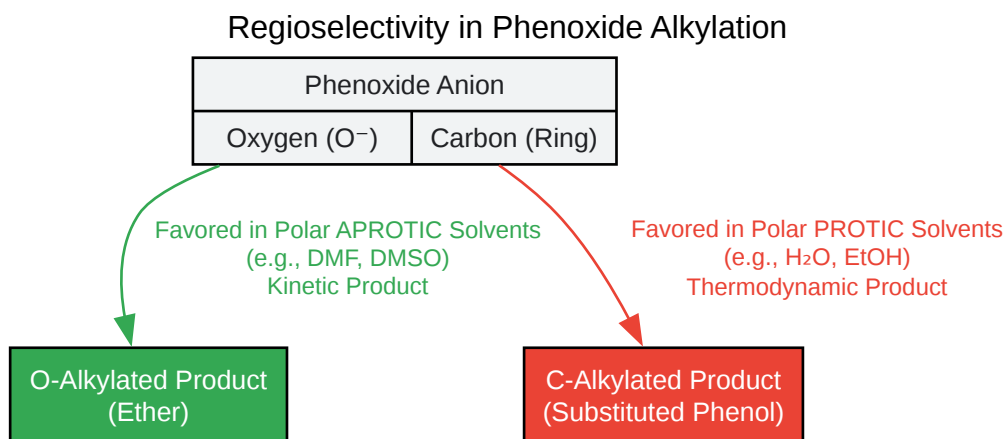 Regioselectivity in Phenoxide Alkylation
Phenoxide Anion
Oxygen (O⁻)
Carbon (Ring)
Favored in Polar APROTIC Solvents
(e.g., DMF, DMSO)
Kinetic Product
Favored in Polar PROTIC Solvents
(e.g., H₂O, EtOH)
Thermodynamic Product
O-Alkylated Product
(Ether)
C-Alkylated Product
(Substituted Phenol)